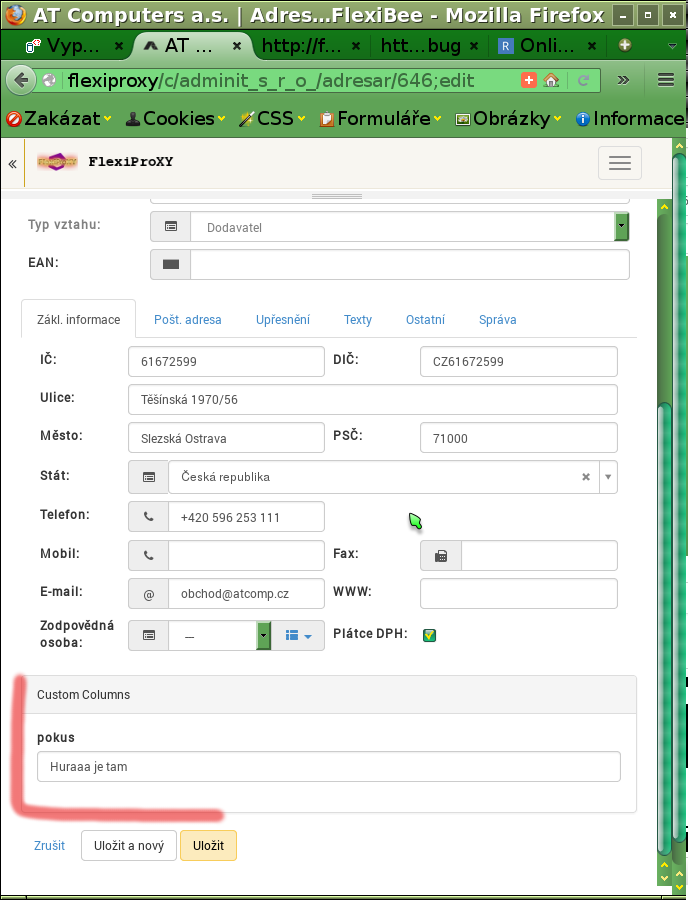 AT Computers a.s. | Adres...FlexiBee - Mozilla Firefox
Vyp... × AT ... × http://f... × htt...bug × Onli... ×
flexiproxy/c/adminit_s_r_o_/adresar/646;edit
Zakázat Cookies CSS Formuláře Obrázky Informace
« FlexiProXY
Typ vztahu: Dodavatel
EAN:
Zákl. informace Pošt. adresa Upřesnění Texty Ostatní Správa
IČ: 61672599 DIČ: CZ61672599
Ulice: Těšínská 1970/56
Město: Slezská Ostrava PSČ: 71000
Stát: Česká republika ×
Telefon: +420 596 253 111
Mobil: Fax:
E-mail: @ obchod@atcomp.cz WWW:
Zodpovědná
osoba: --- Plátce DPH:
Custom Columns
pokus
Huraaa je tam
Zrušit Uložit a nový Uložit